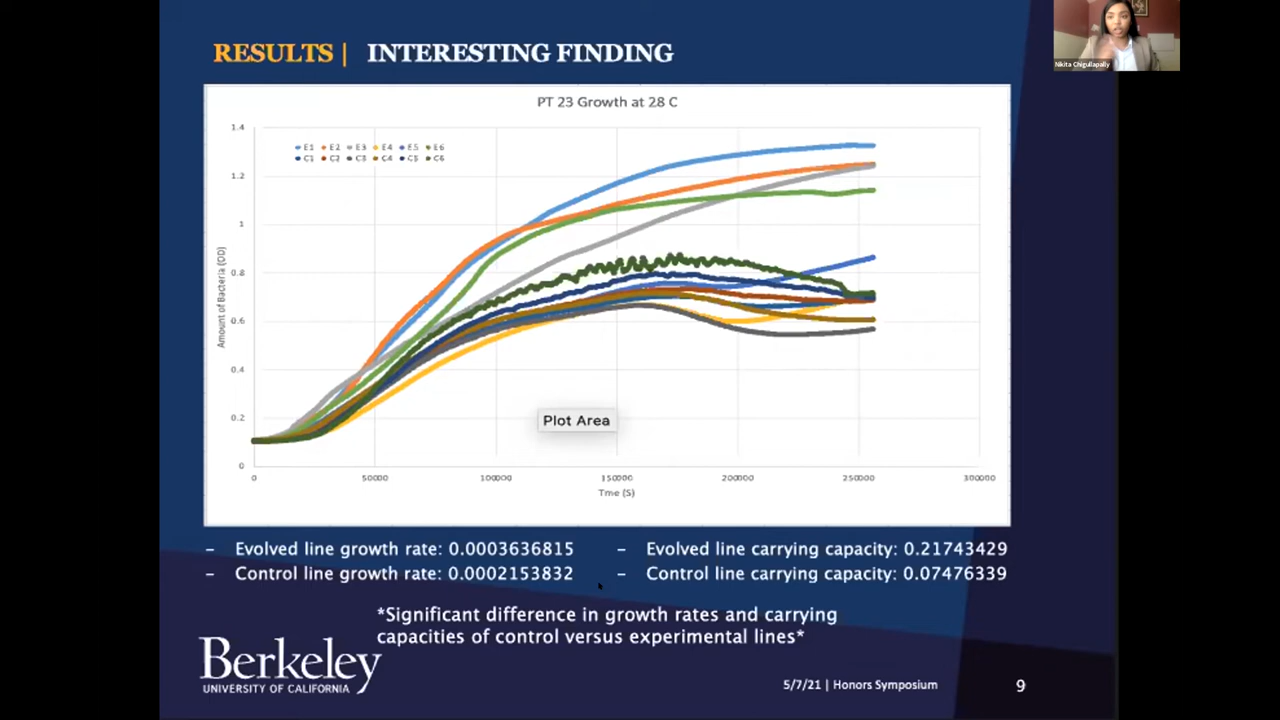 RESULTS | INTERESTING FINDING
Nikita Chigullapally
PT 23 Growth at 28 C
1.4
1.2
1
0.8
0.6
0.4
0.2
0
E1 E2 E3 E4 E5 E6
C1 C2 C3 C4 C5 C6
Amount of Bacteria (OD)
Plot Area
0 50000 100000 150000 200000 250000 300000
Tme (S)
– Evolved line growth rate: 0.0003636815
– Control line growth rate: 0.0002153832
– Evolved line carrying capacity: 0.21743429
– Control line carrying capacity: 0.07476339
*Significant difference in growth rates and carrying
capacities of control versus experimental lines*
Berkeley
UNIVERSITY OF CALIFORNIA
5/7/21 | Honors Symposium
9